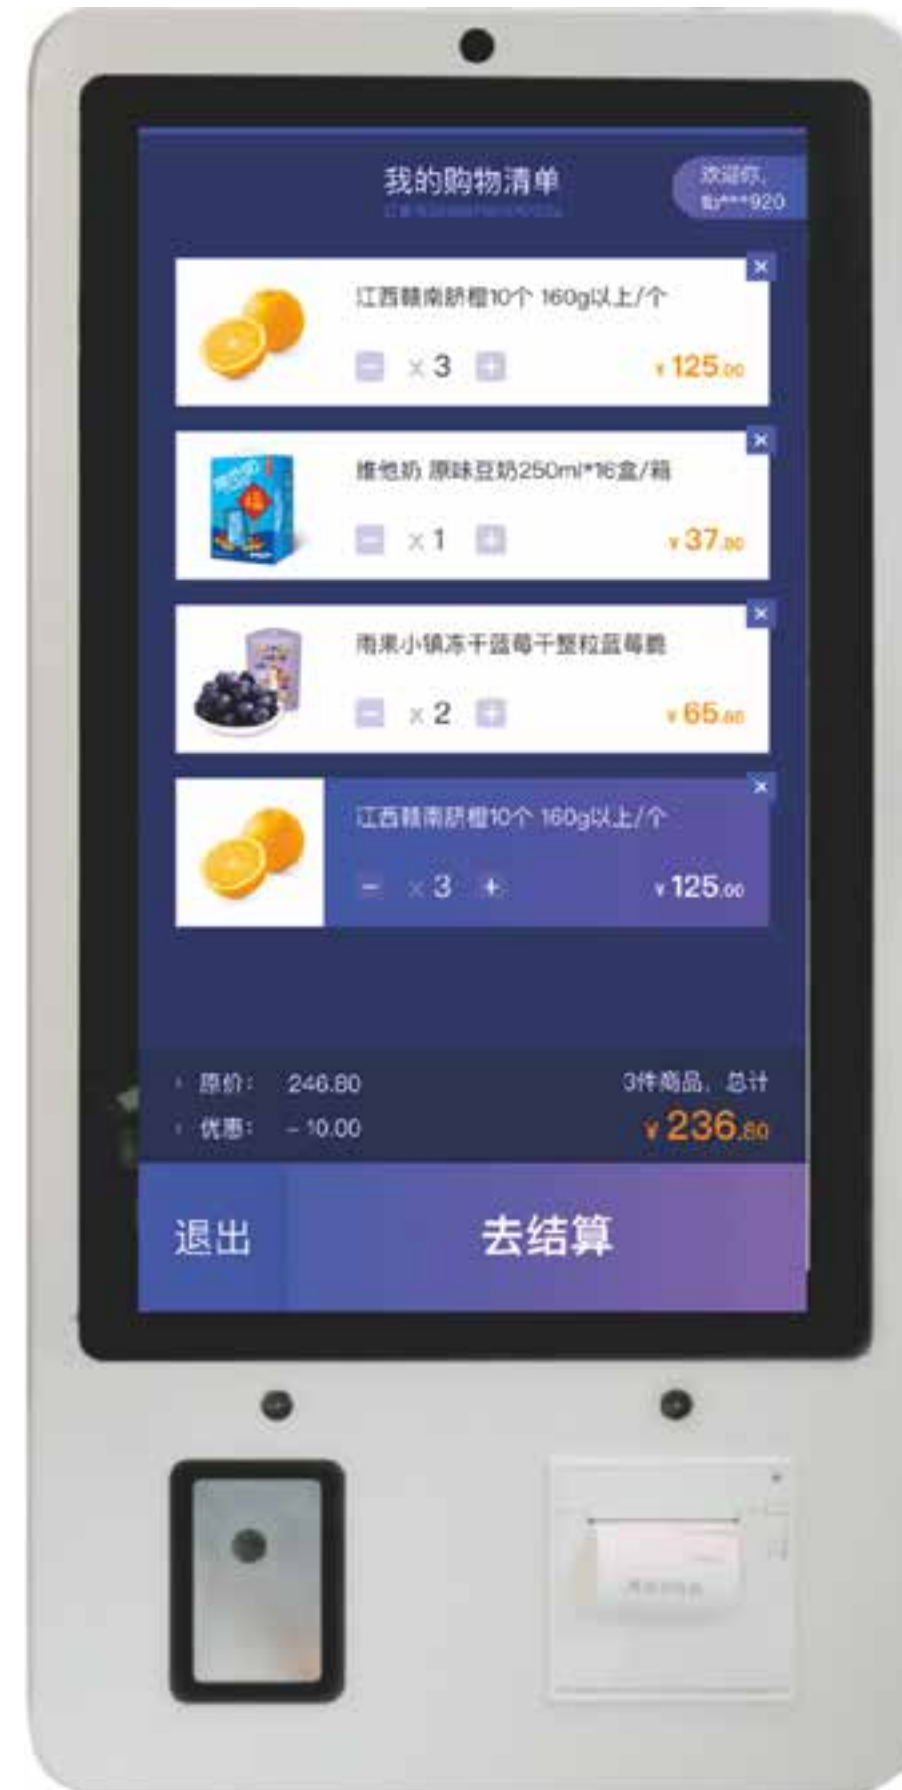 我的购物清单
欢迎你，
fb***920
江西赣南脐橙10个 160g以上/个
x 3
¥ 125.00
维他奶 原味豆奶250ml*16盒/箱
x 1
¥ 37.80
雨果小镇冻干蓝莓干整粒蓝莓脆
x 2
¥ 65.80
江西赣南脐橙10个 160g以上/个
x 3
¥ 125.00
原价： 246.80
3件商品，总计
优惠： - 10.00
¥ 236.80
退出
去结算